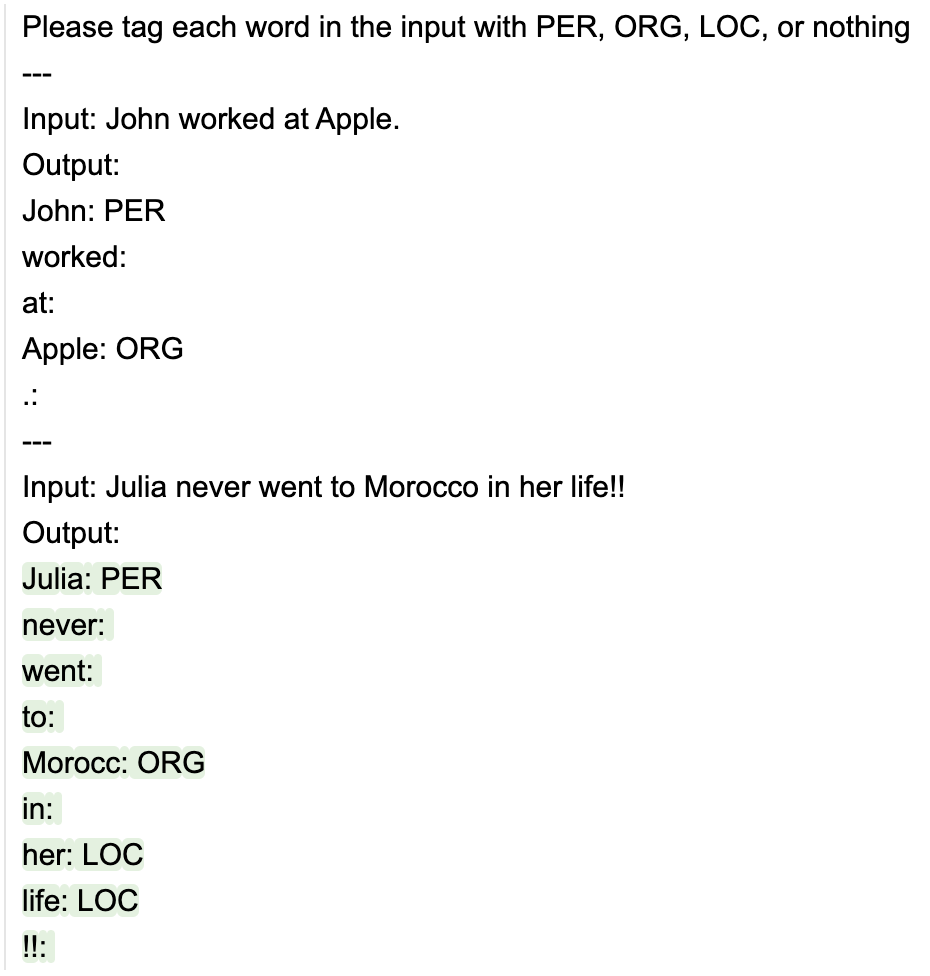 Please tag each word in the input with PER, ORG, LOC, or nothing
---
Input: John worked at Apple.
Output:
John: PER
worked:
at:
Apple: ORG
.:
---
Input: Julia never went to Morocco in her life!!
Output:
Julia: PER
never:
went:
to:
Morocc: ORG
in:
her: LOC
life: LOC
!!: